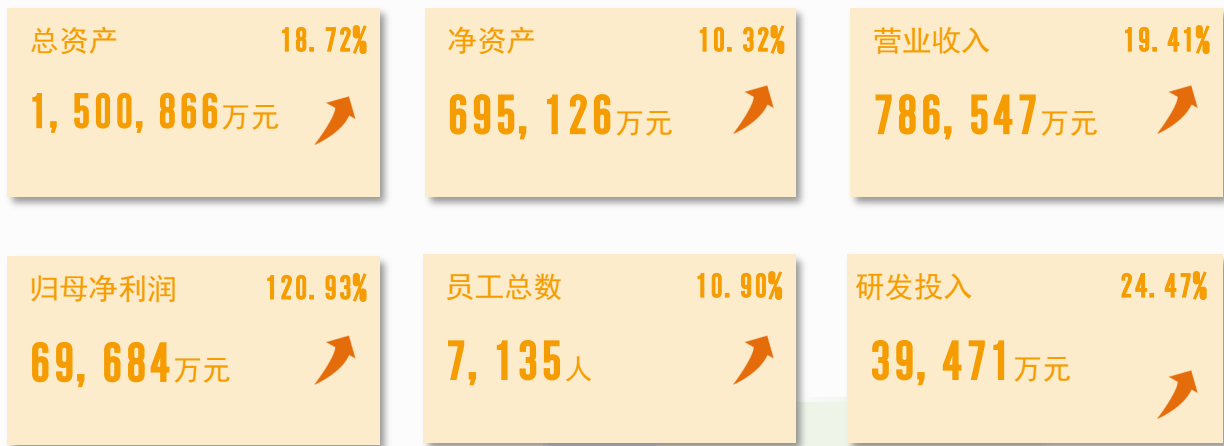 总资产 18.72%
1,500,866万元
净资产 10.32%
695,126万元
营业收入 19.41%
786,547万元
归母净利润 120.93%
69,684万元
员工总数 10.90%
7,135人
研发投入 24.47%
39,471万元